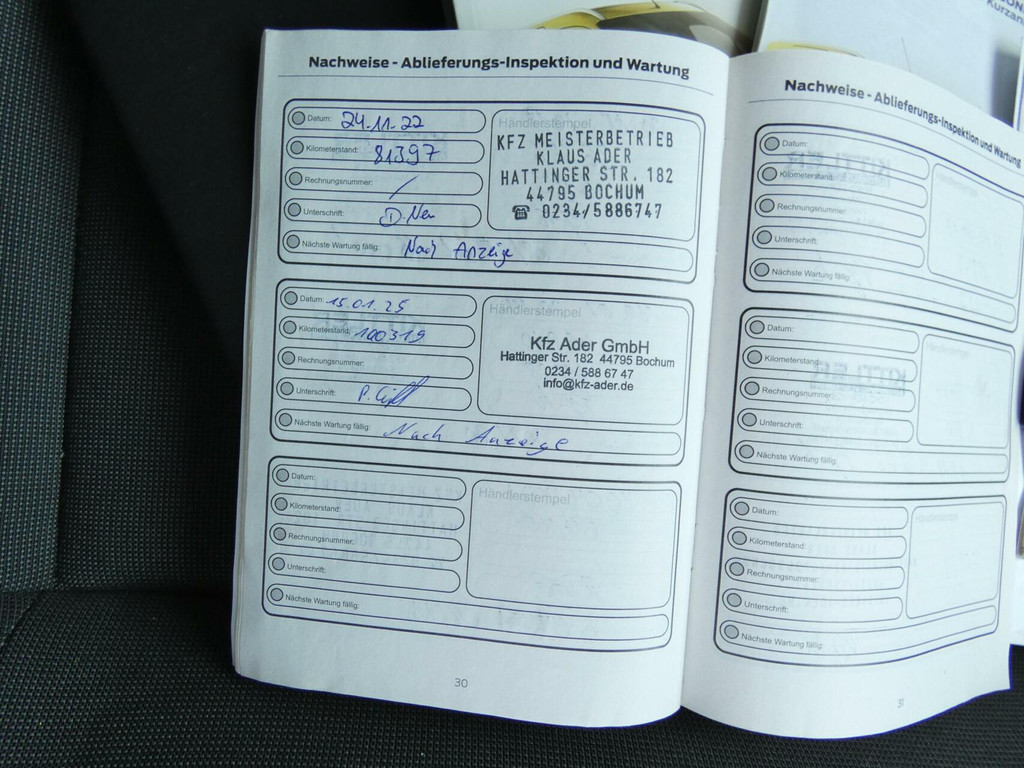 Nachweise - Ablieferungs-Inspektion und Wartung
Datum: 24.11.22
Kilometerstand: 81397
Rechnungsnummer: /
Unterschrift:
Nächste Wartung fällig: Nach Anzeige
Händlerstempel
KFZ MEISTERBETRIEB
KLAUS ADER
HATTINGER STR. 182
44795 BOCHUM
☎ 0234/5886747
Datum: 15.01.25
Kilometerstand: 100319
Rechnungsnummer:
Unterschrift:
Nächste Wartung fällig: Nach Anzeige
Händlerstempel
Kfz Ader GmbH
Hattinger Str. 182 44795 Bochum
0234 / 588 67 47
info@kfz-ader.de
Datum:
Kilometerstand:
Rechnungsnummer:
Unterschrift:
Nächste Wartung fällig:
Händlerstempel
30
Nachweise - Ablieferungs-Inspektion und Wartung
Datum:
Kilometerstand:
Rechnungsnummer:
Unterschrift:
Nächste Wartung fällig:
Händlerstempel
Datum:
Kilometerstand:
Rechnungsnummer:
Unterschrift:
Nächste Wartung fällig:
Händlerstempel
Datum:
Kilometerstand:
Rechnungsnummer:
Unterschrift:
Nächste Wartung fällig:
Händlerstempel
31